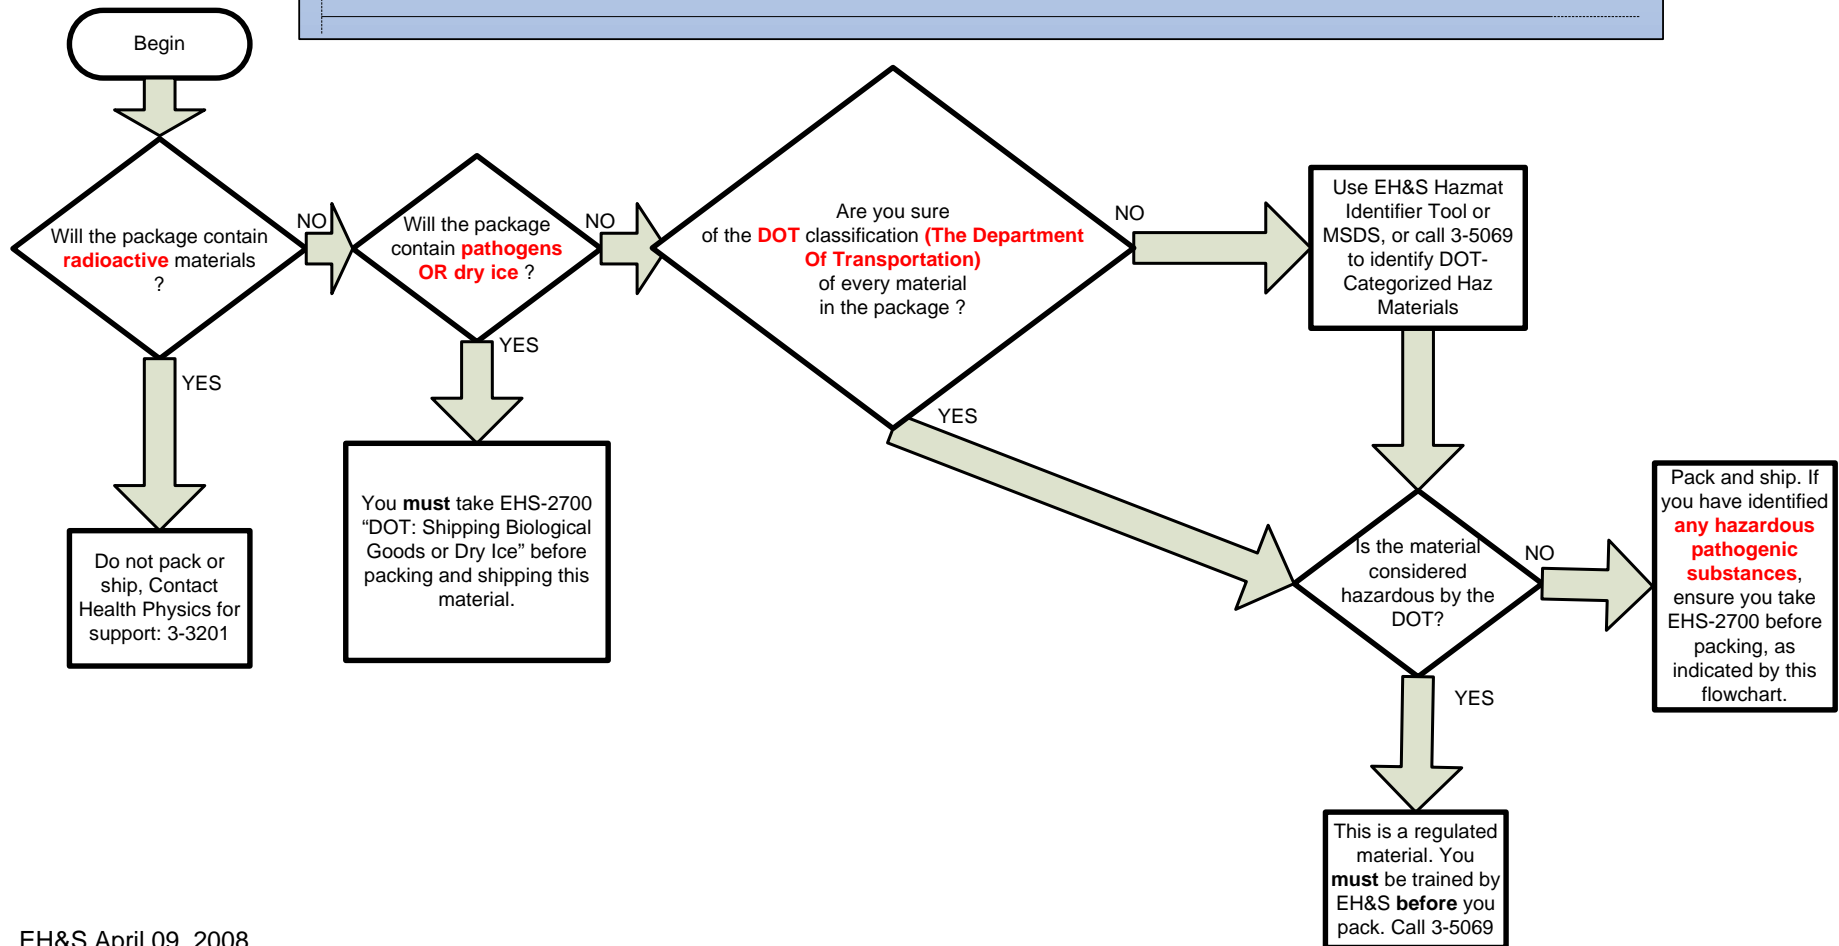 Begin
Will the package contain
radioactive materials
?
NO
YES
Do not pack or
ship, Contact
Health Physics for
support: 3-3201
Will the package
contain pathogens
OR dry ice ?
NO
YES
You must take EHS-2700
“DOT: Shipping Biological
Goods or Dry Ice” before
packing and shipping this
material.
Are you sure
of the DOT classification (The Department
Of Transportation)
of every material
in the package ?
NO
YES
Use EH&S Hazmat
Identifier Tool or
MSDS, or call 3-5069
to identify DOT-
Categorized Haz
Materials
Is the material
considered
hazardous by the
DOT?
NO
YES
Pack and ship. If
you have identified
any hazardous
pathogenic
substances,
ensure you take
EHS-2700 before
packing, as
indicated by this
flowchart.
This is a regulated
material. You
must be trained by
EH&S before you
pack. Call 3-5069
EH&S April 09, 2008